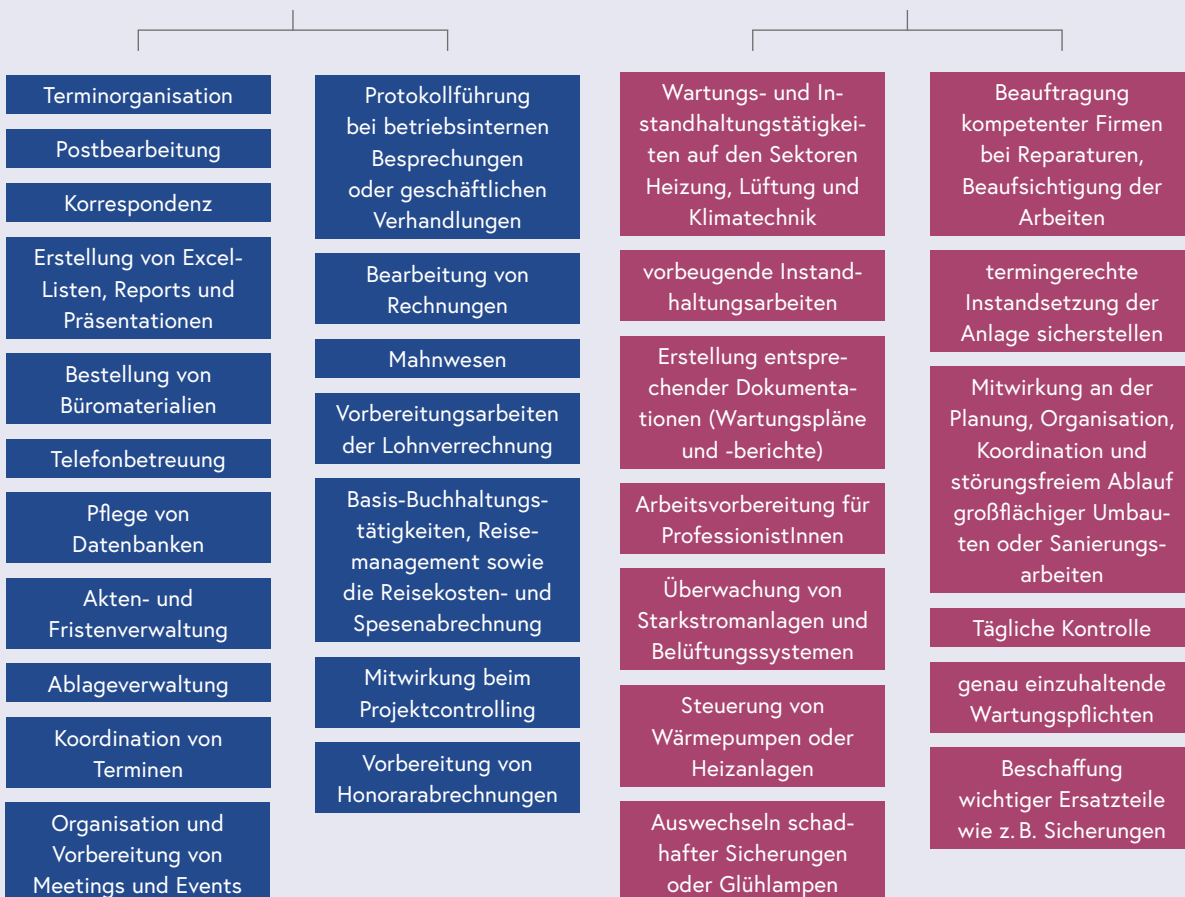 Terminorganisation
Postbearbeitung
Korrespondenz
Erstellung von Excel-
Listen, Reports und
Präsentationen
Bestellung von
Büromaterialien
Telefonbetreuung
Pflege von
Datenbanken
Akten- und
Fristenverwaltung
Ablageverwaltung
Koordination von
Terminen
Organisation und
Vorbereitung von
Meetings und Events
Protokollführung
bei betriebsinternen
Besprechungen
oder geschäftlichen
Verhandlungen
Bearbeitung von
Rechnungen
Mahnwesen
Vorbereitungsarbeiten
der Lohnverrechnung
Basis-Buchhaltungs-
tätigkeiten, Reise-
management sowie
die Reisekosten- und
Spesenabrechnung
Mitwirkung beim
Projektcontrolling
Vorbereitung von
Honorarabrechnungen
Wartungs- und In-
standhaltungstätigkei-
ten auf den Sektoren
Heizung, Lüftung und
Klimatechnik
vorbeugende Instand-
haltungsarbeiten
Erstellung entspre-
chender Dokumenta-
tionen (Wartungspläne
und -berichte)
Arbeitsvorbereitung für
ProfessionistInnen
Überwachung von
Starkstromanlagen und
Belüftungssystemen
Steuerung von
Wärmepumpen oder
Heizanlagen
Auswechseln schad-
hafter Sicherungen
oder Glühlampen
Beauftragung
kompetenter Firmen
bei Reparaturen,
Beaufsichtigung der
Arbeiten
termingerechte
Instandsetzung der
Anlage sicherstellen
Mitwirkung an der
Planung, Organisation,
Koordination und
störungsfreiem Ablauf
großflächiger Umbau-
ten oder Sanierungs-
arbeiten
Tägliche Kontrolle
genau einzuhaltende
Wartungspflichten
Beschaffung
wichtiger Ersatzteile
wie z. B. Sicherungen